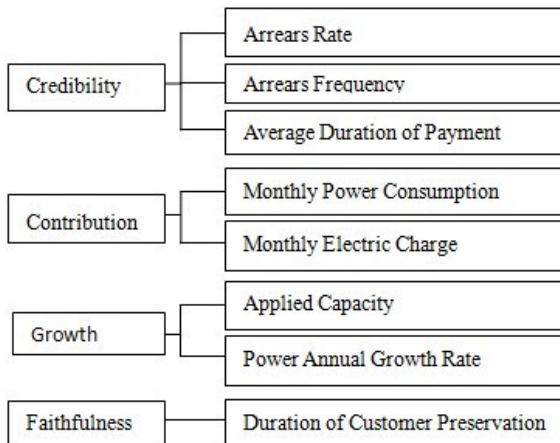 Credibility
Arrears Rate
Arrears Frequency
Average Duration of Payment
Contribution
Monthly Power Consumption
Monthly Electric Charge
Growth
Applied Capacity
Power Annual Growth Rate
Faithfulness
Duration of Customer Preservation